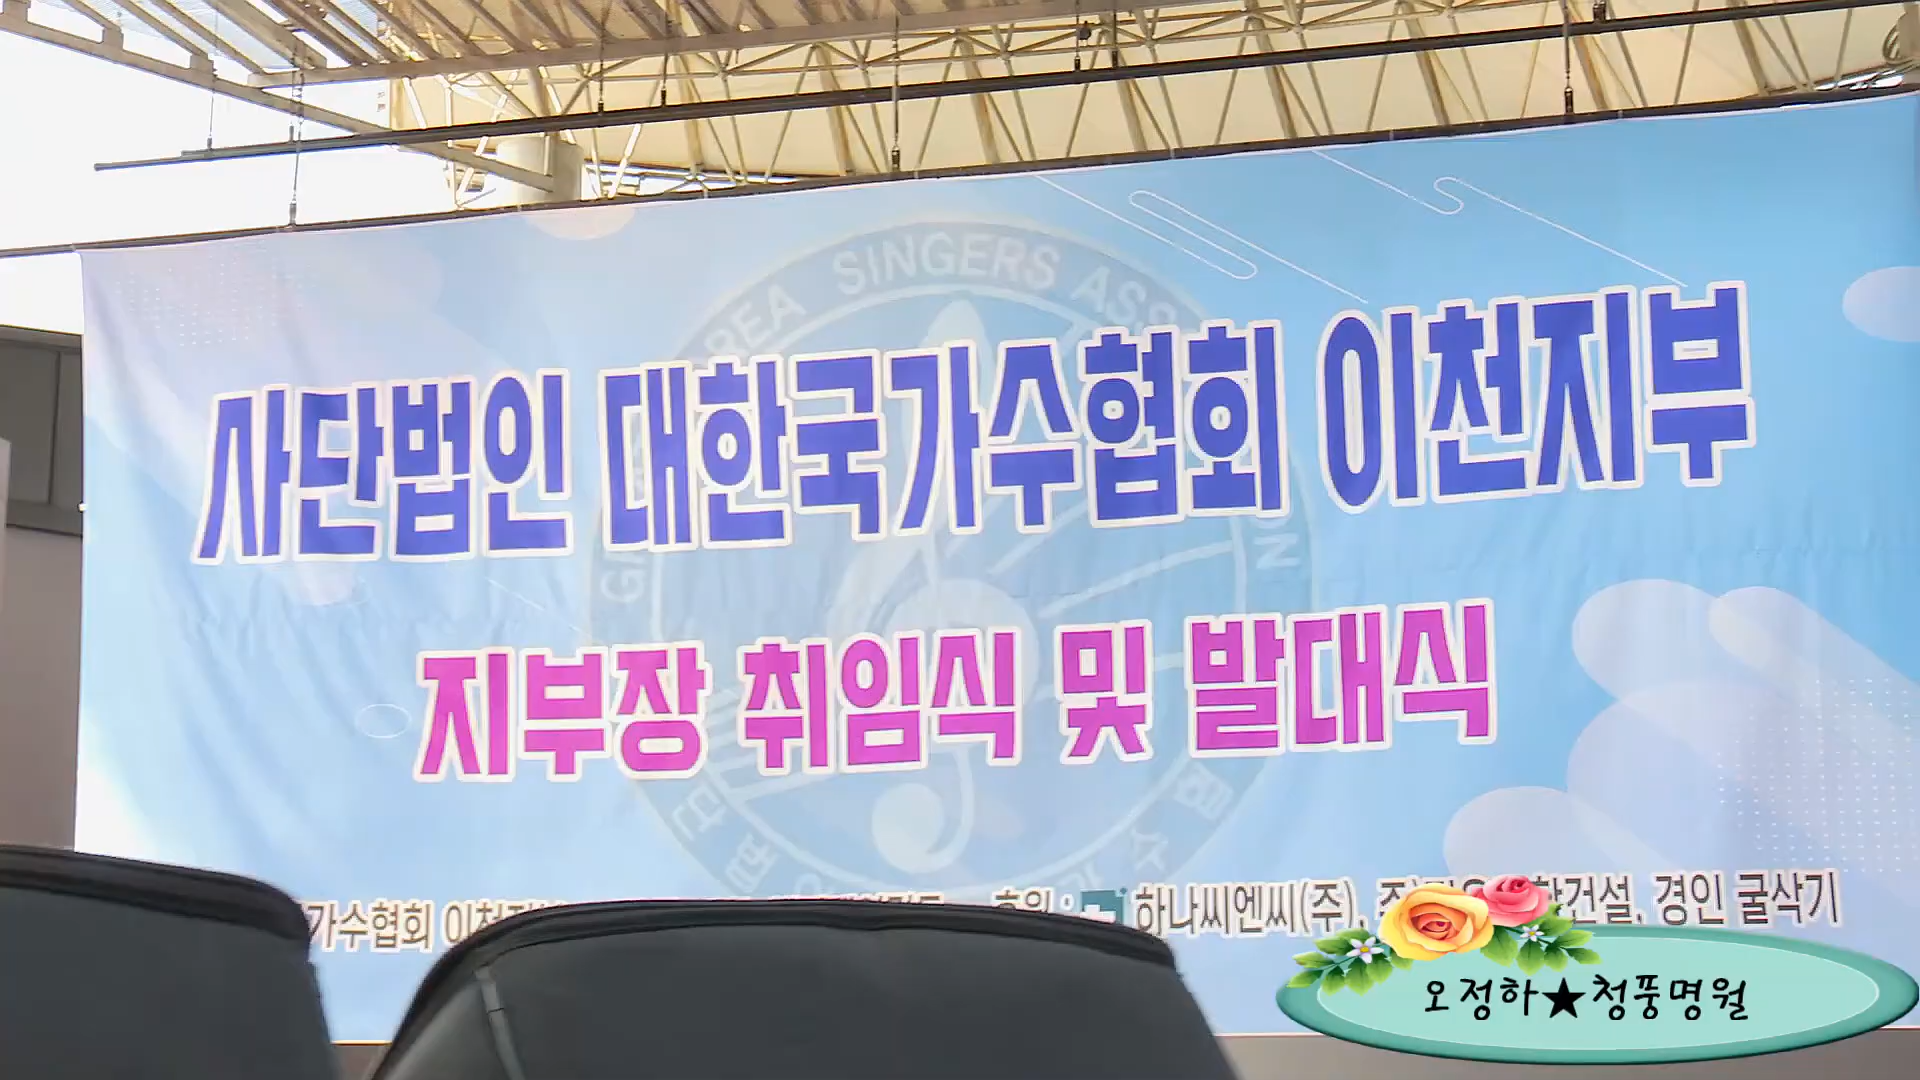 SINGERS
사단법인 대한국가수협회 이천지부
지부장 취임식 및 발대식
가수협회 하나씨엔씨(주), 경인 굴삭기
오정하★청풍명월